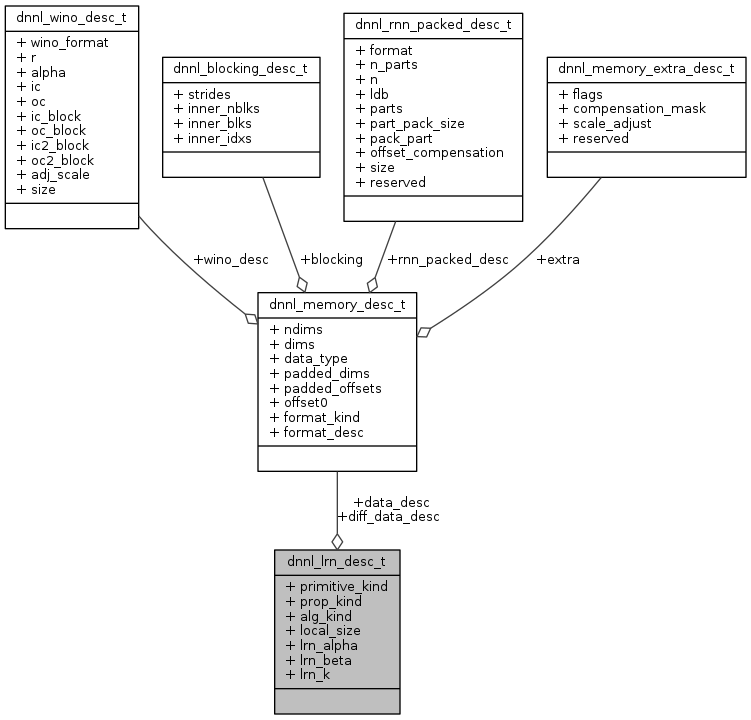 dnnl_wino_desc_t
+ wino_format
+ r
+ alpha
+ ic
+ oc
+ ic_block
+ oc_block
+ ic2_block
+ oc2_block
+ adj_scale
+ size
dnnl_blocking_desc_t
+ strides
+ inner_nblks
+ inner_blks
+ inner_idxs
dnnl_rnn_packed_desc_t
+ format
+ n_parts
+ n
+ ldb
+ parts
+ part_pack_size
+ pack_part
+ offset_compensation
+ size
+ reserved
dnnl_memory_extra_desc_t
+ flags
+ compensation_mask
+ scale_adjust
+ reserved
+wino_desc
+blocking
+rnn_packed_desc
+extra
dnnl_memory_desc_t
+ ndims
+ dims
+ data_type
+ padded_dims
+ padded_offsets
+ offset0
+ format_kind
+ format_desc
+data_desc
+diff_data_desc
dnnl_lrn_desc_t
+ primitive_kind
+ prop_kind
+ alg_kind
+ local_size
+ lrn_alpha
+ lrn_beta
+ lrn_k